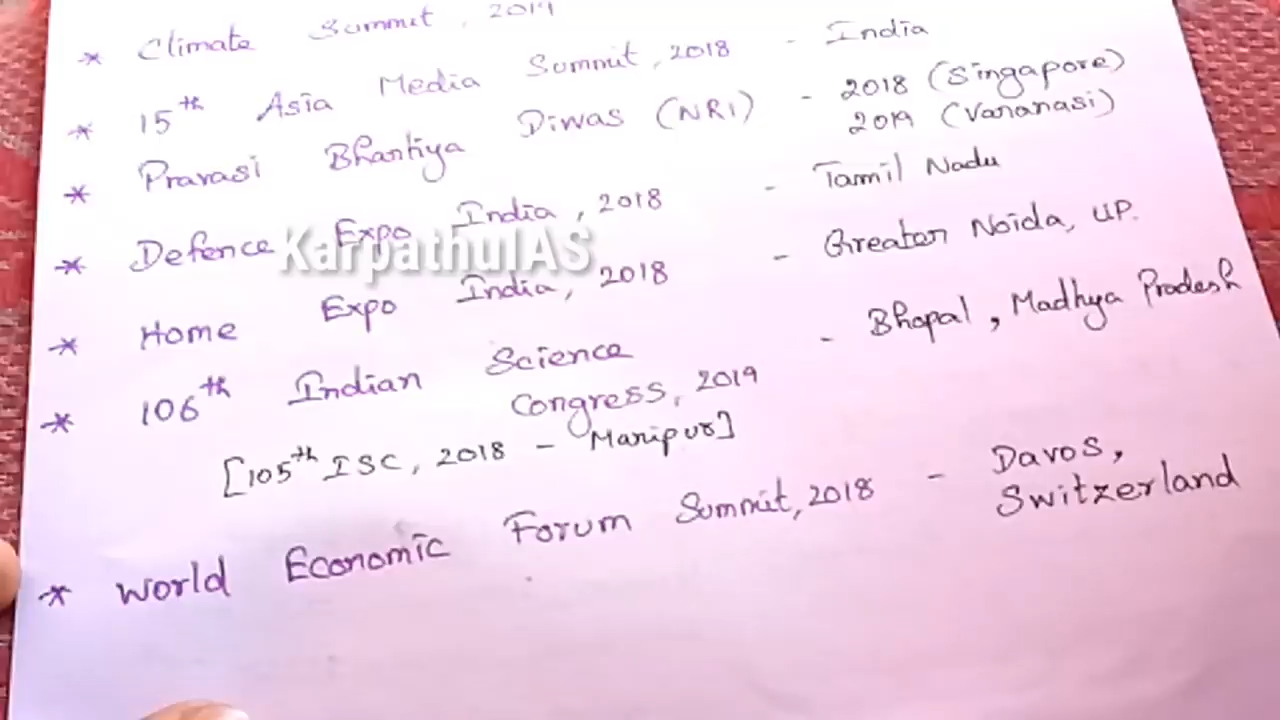 * Climate Summit, 2019
* 15th Asia Media Summit, 2018 - India
* Pravasi Bhartiya Diwas (NRI) - 2018 (Singapore)
2019 (Varanasi)
* Defence Expo India, 2018 - Tamil Nadu
KarpathuIAS
* Home Expo India, 2018 - Greater Noida, UP.
* 106th Indian Science
Congress, 2019 - Bhopal, Madhya Pradesh
[105th ISC, 2018 - Manipur]
* World Economic Forum Summit, 2018 - Davos,
Switzerland